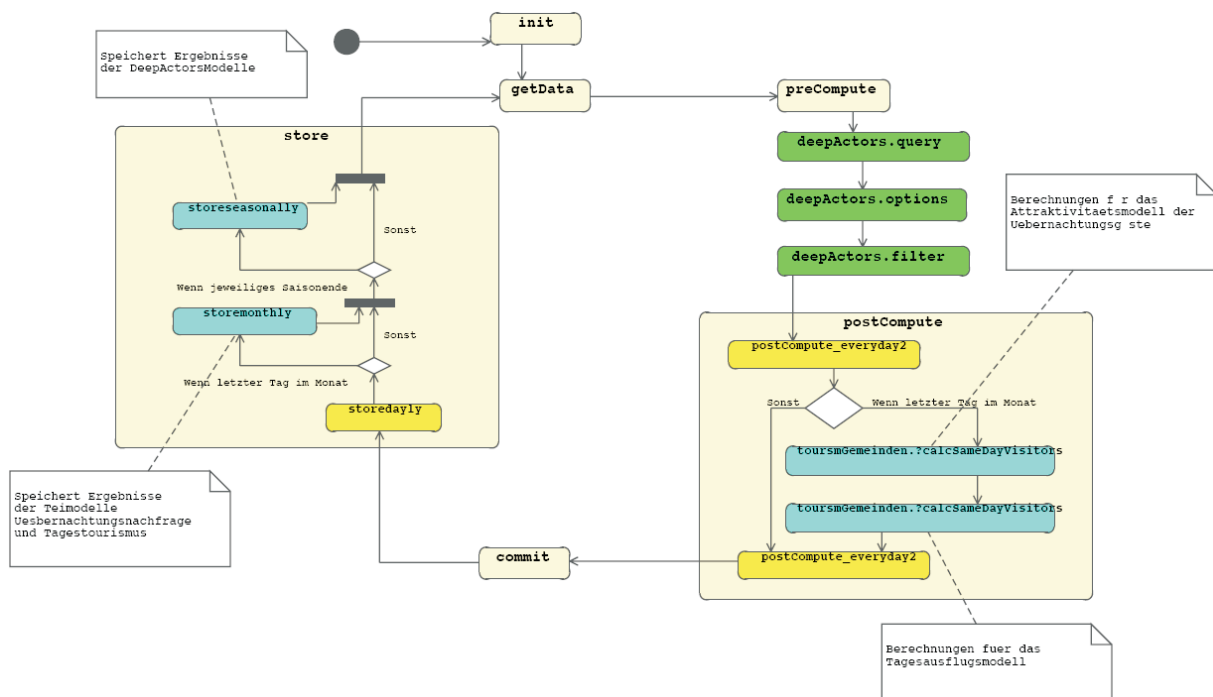 init
Speichert Ergebnisse
der DeepActorsModelle
getData
preCompute
store
deepActors.query
storeseasonally
deepActors.options
Berechnungen f r das
Attraktivitaetsmodell der
Uebernachtungsg ste
Sonst
deepActors.filter
Wenn jeweiliges Saisonende
storemonthly
Sonst
postCompute
postCompute_everyday2
Wenn letzter Tag im Monat
storedayly
Sonst
Wenn letzter Tag im Monat
toursmGemeinden.?calcSameDayVisitors
Speichert Ergebnisse
der Teimodelle
Uesbernachtungsnachfrage
und Tagestourismus
toursmGemeinden.?calcSameDayVisitors
commit
postCompute_everyday2
Berechnungen fuer das
Tagesausflugsmodell